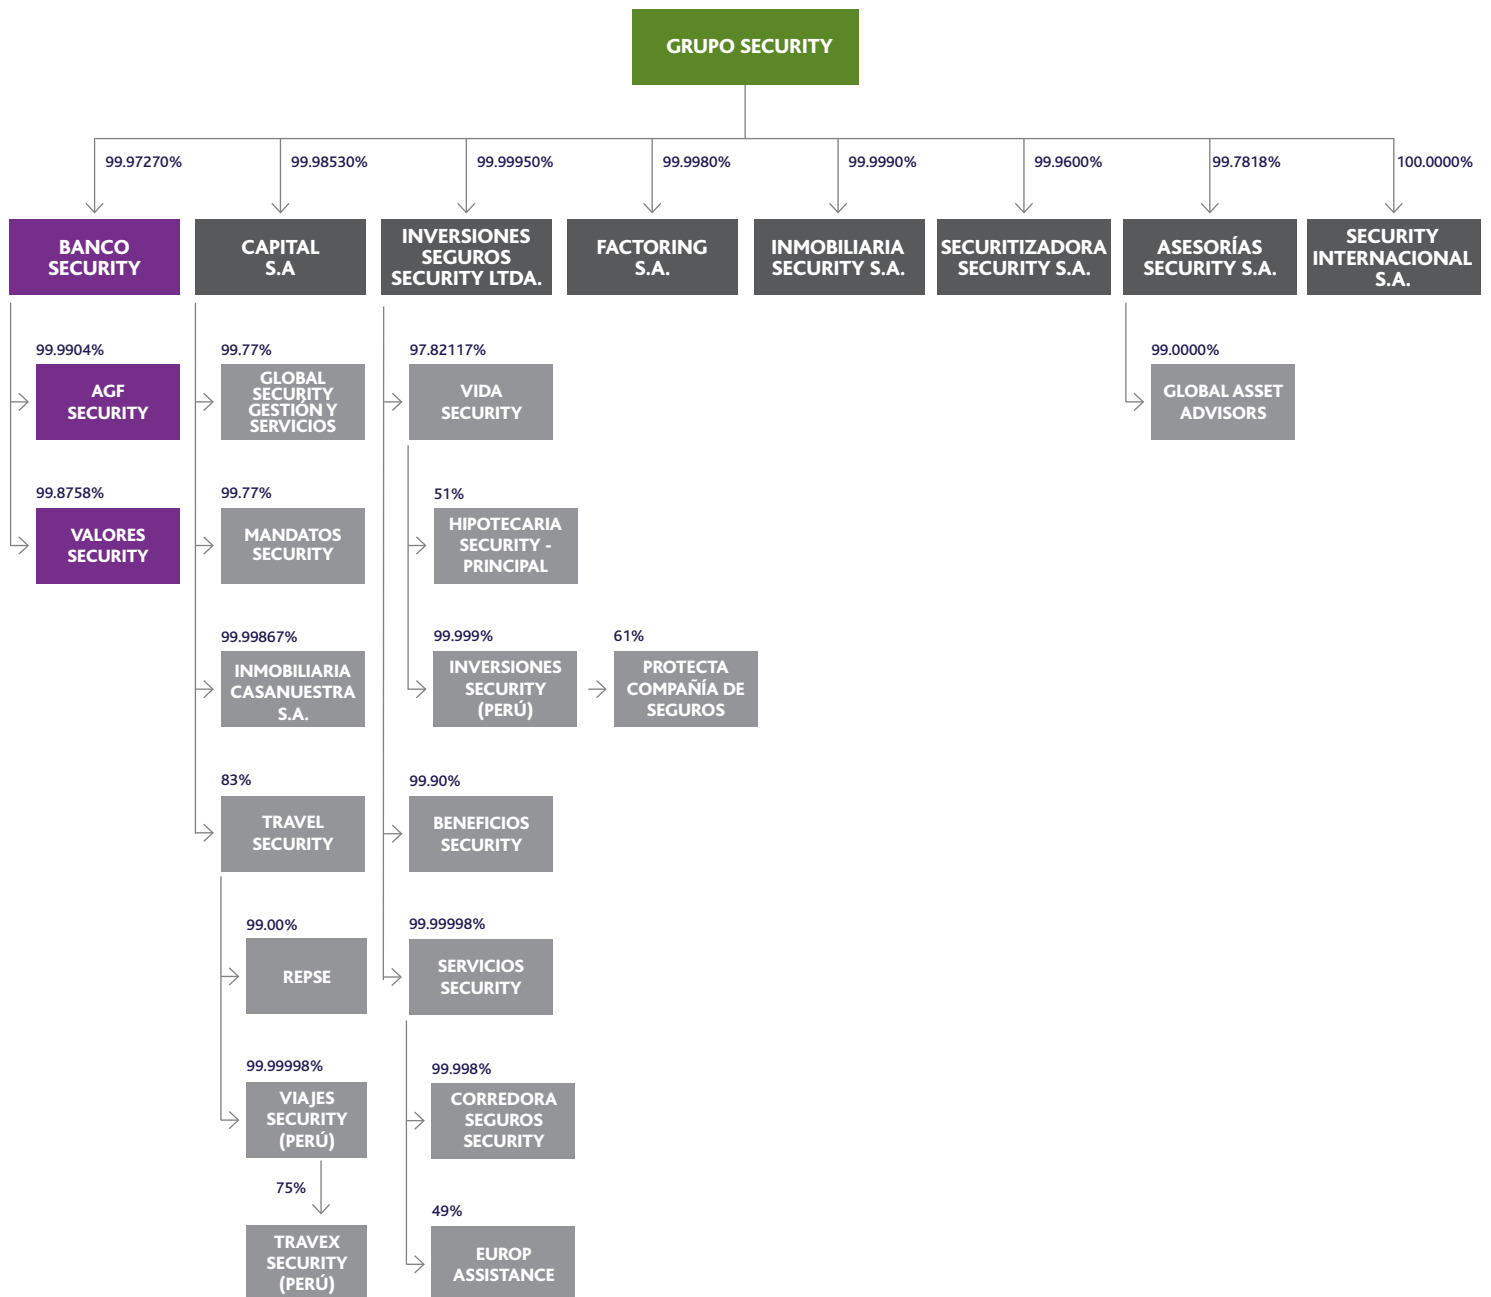 GRUPO SECURITY
99.97270%
99.98530%
99.99950%
99.9980%
99.9990%
99.9600%
99.7818%
100.0000%
BANCO
SECURITY
CAPITAL
S.A
INVERSIONES
SEGUROS
SECURITY LTDA.
FACTORING
S.A.
INMOBILIARIA
SECURITY S.A.
SECURITIZADORA
SECURITY S.A.
ASESORÍAS
SECURITY S.A.
SECURITY
INTERNACIONAL
S.A.
99.9904%
AGF
SECURITY
99.77%
GLOBAL
SECURITY
GESTIÓN Y
SERVICIOS
97.82117%
VIDA
SECURITY
99.0000%
GLOBAL ASSET
ADVISORS
99.8758%
VALORES
SECURITY
99.77%
MANDATOS
SECURITY
51%
HIPOTECARIA
SECURITY -
PRINCIPAL
99.99867%
INMOBILIARIA
CASANUESTRA
S.A.
99.999%
INVERSIONES
SECURITY
(PERÚ)
61%
PROTECTA
COMPAÑÍA DE
SEGUROS
83%
TRAVEL
SECURITY
99.90%
BENEFICIOS
SECURITY
99.00%
REPSE
99.99998%
SERVICIOS
SECURITY
99.99998%
VIAJES
SECURITY
(PERÚ)
99.998%
CORREDORA
SEGUROS
SECURITY
75%
TRAVEX
SECURITY
(PERÚ)
49%
EUROP
ASSISTANCE